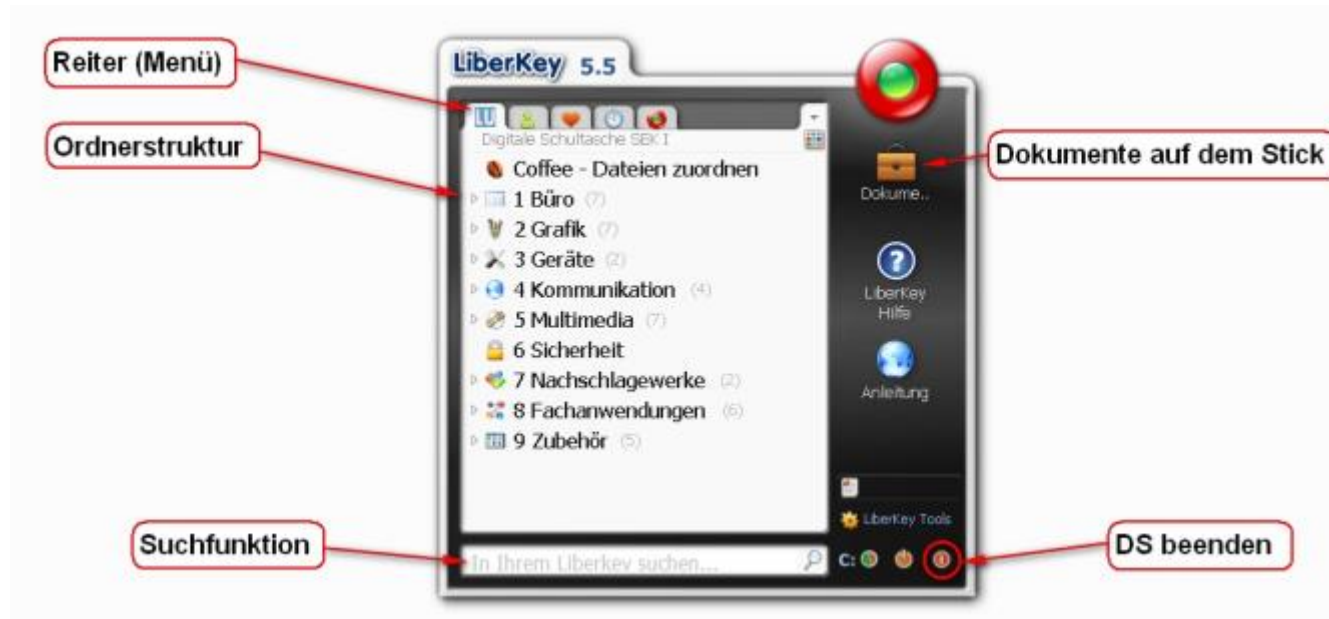 Reiter (Menü)
LiberKey 5.5
Digitale Schultasche SEK I
Ordnerstruktur
Coffee - Dateien zuordnen
1 Büro (7)
2 Grafik (7)
3 Geräte (2)
4 Kommunikation (4)
5 Multimedia (7)
6 Sicherheit
7 Nachschlagewerke (2)
8 Fachanwendungen (6)
9 Zubehör (5)
Dokumente auf dem Stick
Dokume..
LiberKey
Hilfe
Anleitung
LiberKey Tools
Suchfunktion
In Ihrem Liberkey suchen...
C:
DS beenden